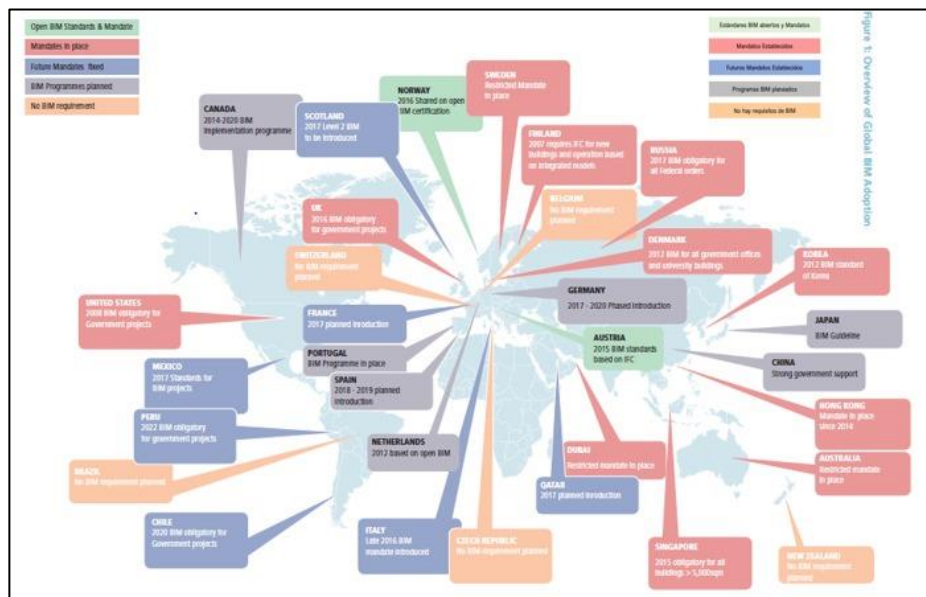 Open BIM Standards & Mandate
Mandates in place
Future Mandates fixed
BIM Programmes planned
No BIM requirement
Estándares BIM abiertos y Mandatos
Mandatos Establecidos
Futuros Mandatos Establecidos
Programas BIM plateados
No hay requisitos de BIM
Figure 1: Overview of Global BIM Adoption
CANADA
2014-2020 BIM
implementation programme
SCOTLAND
2017 Level 2 BIM
to be introduced
NORWAY
2016 Shared on open
BIM certification
SWEDEN
Restricted Mandate
in place
FINLAND
2007 requires IFC for new
buildings and operation based
on integrated models
RUSHIA
2017 BIM obligatory for
all Federal orders
BELGIUM
No BIM requirement
planned
UK
2016 BIM obligatory
for government projects
SWITZERLAND
No BIM requirement
planned
DENMARK
2012 BIM for all government offices
and university buildings
KOREA
2012 BIM standard
of Korea
GERMANY
2017 - 2020 Phased introduction
UNITED STATES
2008 BIM obligatory for
Government projects
FRANCE
2017 planned inroduction
JAPAN
BIM Guideline
AUSTRIA
2015 BIM standards
based on IFC
PORTUGAL
BIM Programme in place
CHINA
Strong government support
MEXICO
2017 Standards for
BIM projects
SPAIN
2018 - 2019 planned
introduction
HONG KONG
Mandate in place
since 2014
PERU
2022 BIM obligatory
for government projects
NETHERLANDS
2012 based on open BIM
DUBAI
Restricted mandate in place
AUSTRALIA
Restricted mandate
in place
BRAZIL
No BIM requirement planned
QATAR
2017 planned inroduction
CHILE
2020 BIM obligatory for
Government projects
ITALY
Late 2016 BIM
mandate introduced
CZECH REPUBLIC
No BIM requirement planned
SINGAPORE
2015 obligatory for all
buildings > 5,000sqm
NEW ZEALAND
No BIM requirement
planned